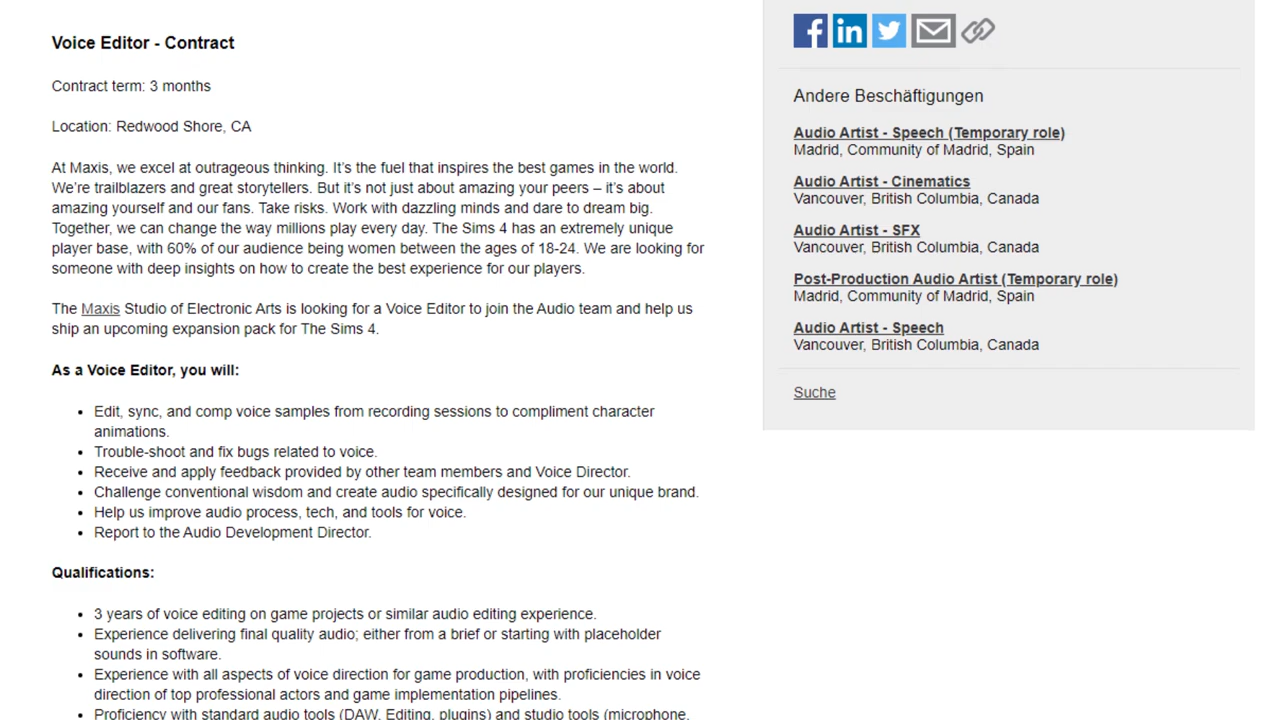 Voice Editor - Contract
Contract term: 3 months
Location: Redwood Shore, CA
At Maxis, we excel at outrageous thinking. It's the fuel that inspires the best games in the world.
We're trailblazers and great storytellers. But it's not just about amazing your peers – it's about
amazing yourself and our fans. Take risks. Work with dazzling minds and dare to dream big.
Together, we can change the way millions play every day. The Sims 4 has an extremely unique
player base, with 60% of our audience being women between the ages of 18-24. We are looking for
someone with deep insights on how to create the best experience for our players.
The Maxis Studio of Electronic Arts is looking for a Voice Editor to join the Audio team and help us
ship an upcoming expansion pack for The Sims 4.
As a Voice Editor, you will:
• Edit, sync, and comp voice samples from recording sessions to compliment character
animations.
• Trouble-shoot and fix bugs related to voice.
• Receive and apply feedback provided by other team members and Voice Director.
• Challenge conventional wisdom and create audio specifically designed for our unique brand.
• Help us improve audio process, tech, and tools for voice.
• Report to the Audio Development Director.
Qualifications:
• 3 years of voice editing on game projects or similar audio editing experience.
• Experience delivering final quality audio; either from a brief or starting with placeholder
sounds in software.
• Experience with all aspects of voice direction for game production, with proficiencies in voice
direction of top professional actors and game implementation pipelines.
• Proficiency with standard audio tools (DAW, Editing, plugins) and studio tools (microphone,
f
in
Andere Beschäftigungen
Audio Artist - Speech (Temporary role)
Madrid, Community of Madrid, Spain
Audio Artist - Cinematics
Vancouver, British Columbia, Canada
Audio Artist - SFX
Vancouver, British Columbia, Canada
Post-Production Audio Artist (Temporary role)
Madrid, Community of Madrid, Spain
Audio Artist - Speech
Vancouver, British Columbia, Canada
Suche